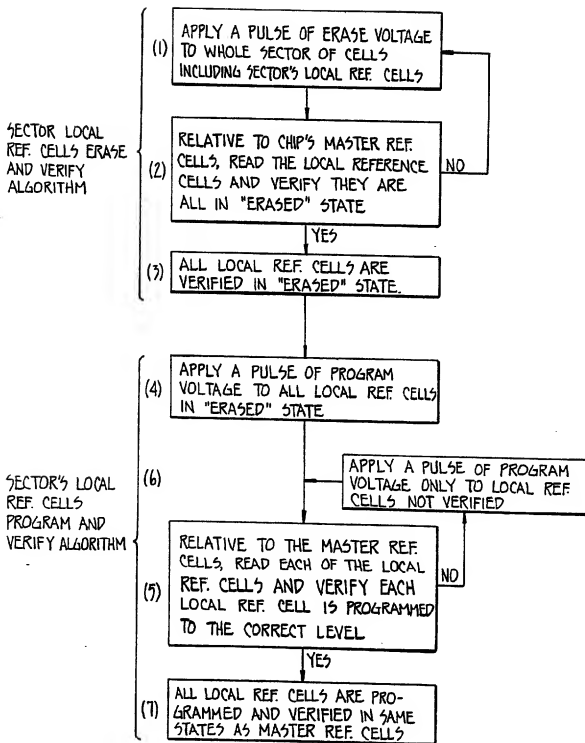 (1)
APPLY A PULSE OF ERASE VOLTAGE
TO WHOLE SECTOR OF CELLS
INCLUDING SECTOR'S LOCAL REF. CELLS
SECTOR LOCAL
REF. CELLS ERASE
AND VERIFY
ALGORITHM
(2)
RELATIVE TO CHIP'S MASTER REF.
CELLS, READ THE LOCAL REFERENCE
CELLS AND VERIFY THEY ARE
ALL IN "ERASED" STATE
NO
YES
(3)
ALL LOCAL REF. CELLS ARE
VERIFIED IN "ERASED" STATE.
(4)
APPLY A PULSE OF PROGRAM
VOLTAGE TO ALL LOCAL REF. CELLS
IN "ERASED" STATE
SECTOR'S LOCAL
REF. CELLS
PROGRAM AND
VERIFY ALGORITHM
(6)
APPLY A PULSE OF PROGRAM
VOLTAGE ONLY TO LOCAL REF.
CELLS NOT VERIFIED
(5)
RELATIVE TO THE MASTER REF.
CELLS, READ EACH OF THE LOCAL
REF. CELLS AND VERIFY EACH
LOCAL REF. CELL IS PROGRAMMED
TO THE CORRECT LEVEL
NO
YES
(7)
ALL LOCAL REF. CELLS ARE PRO-
GRAMMED AND VERIFIED IN SAME
STATES AS MASTER REF. CELLS